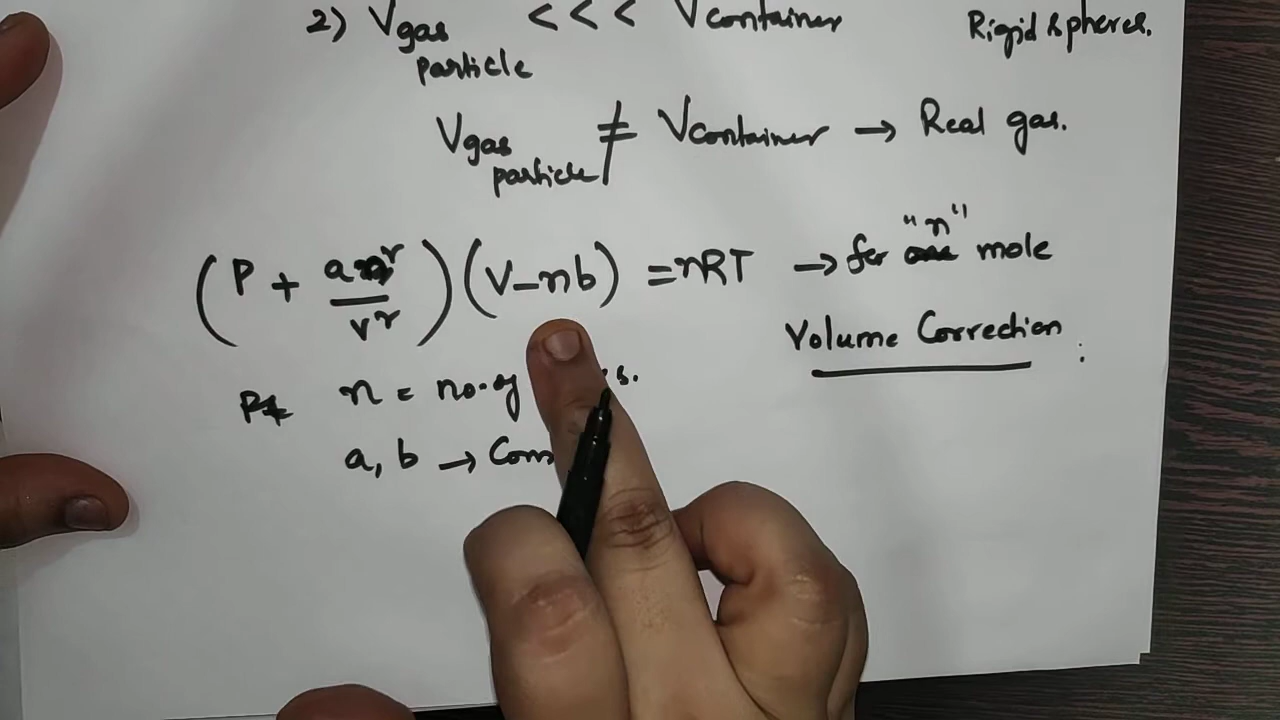 2) Vgas <<< Vcontainer Rigid spheres.
particle
Vgas ≠ Vcontainer → Real gas.
particle
"n"
(P + an²/V²)(V-nb) = nRT → for one mole
Volume Correction :
n = no. of
a, b →